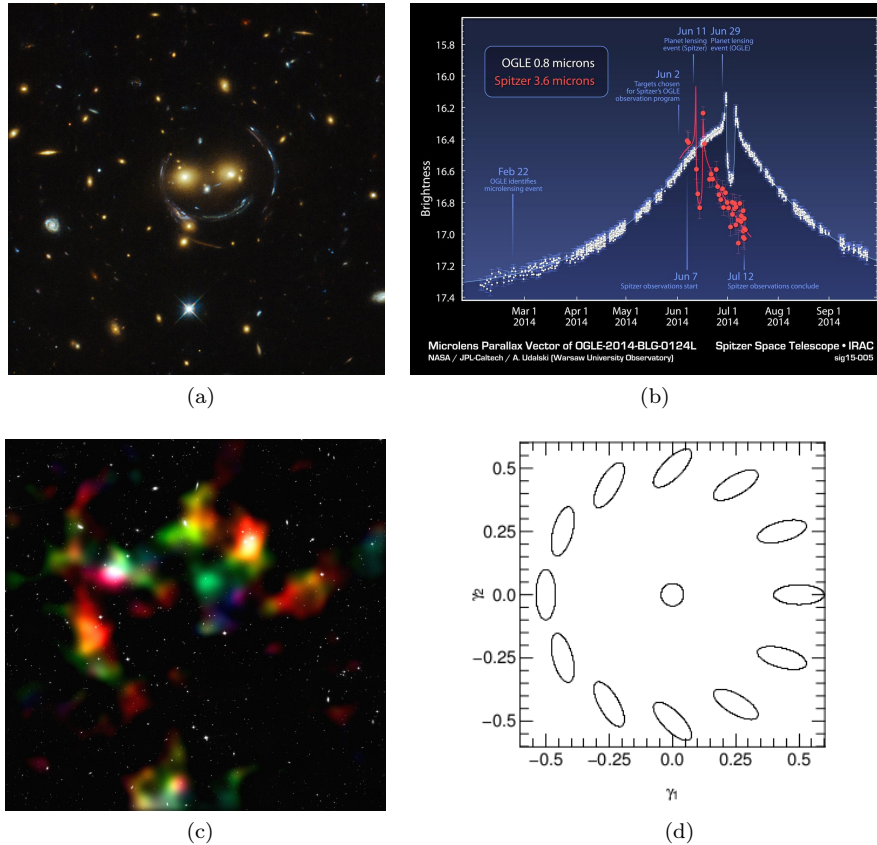 (a)
Jun 11
Planet lensing
event (Spitzer)
Jun 29
Planet lensing
event (OGLE)
OGLE 0.8 microns
Spitzer 3.6 microns
Jun 2
Targets chosen
for Spitzer's OGLE
observation program
Feb 22
OGLE identifies
microlensing event
Jun 7
Spitzer observations start
Jul 12
Spitzer observations conclude
Brightness
15.8
16.0
16.2
16.4
16.6
16.8
17.0
17.2
17.4
Mar 1
2014
Apr 1
2014
May 1
2014
Jun 1
2014
Jul 1
2014
Aug 1
2014
Sep 1
2014
Microlens Parallax Vector of OGLE-2014-BLG-0124L
NASA / JPL-Caltech / A. Udalski (Warsaw University Observatory)
Spitzer Space Telescope • IRAC
sig15-005
(b)
(c)
0.5
0.25
0.0
−0.25
−0.5
γ2
−0.5
−0.25
0.0
0.25
0.5
γ1
(d)